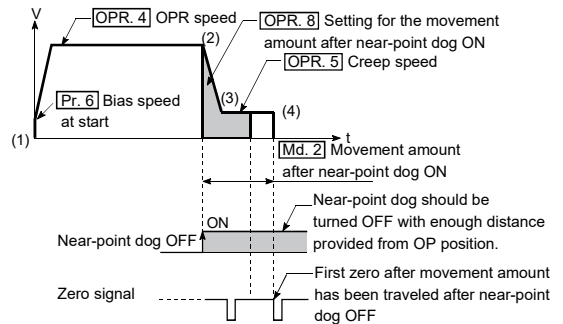 V
OPR. 4 OPR speed
OPR. 8 Setting for the movement
amount after near-point dog ON
(2)
OPR. 5 Creep speed
Pr. 6 Bias speed
at start
(3)
(4)
(1)
t
Md. 2 Movement amount
after near-point dog ON
Near-point dog should be
turned OFF with enough distance
provided from OP position.
ON
Near-point dog OFF
First zero after movement amount
has been traveled after near-point
dog OFF
Zero signal